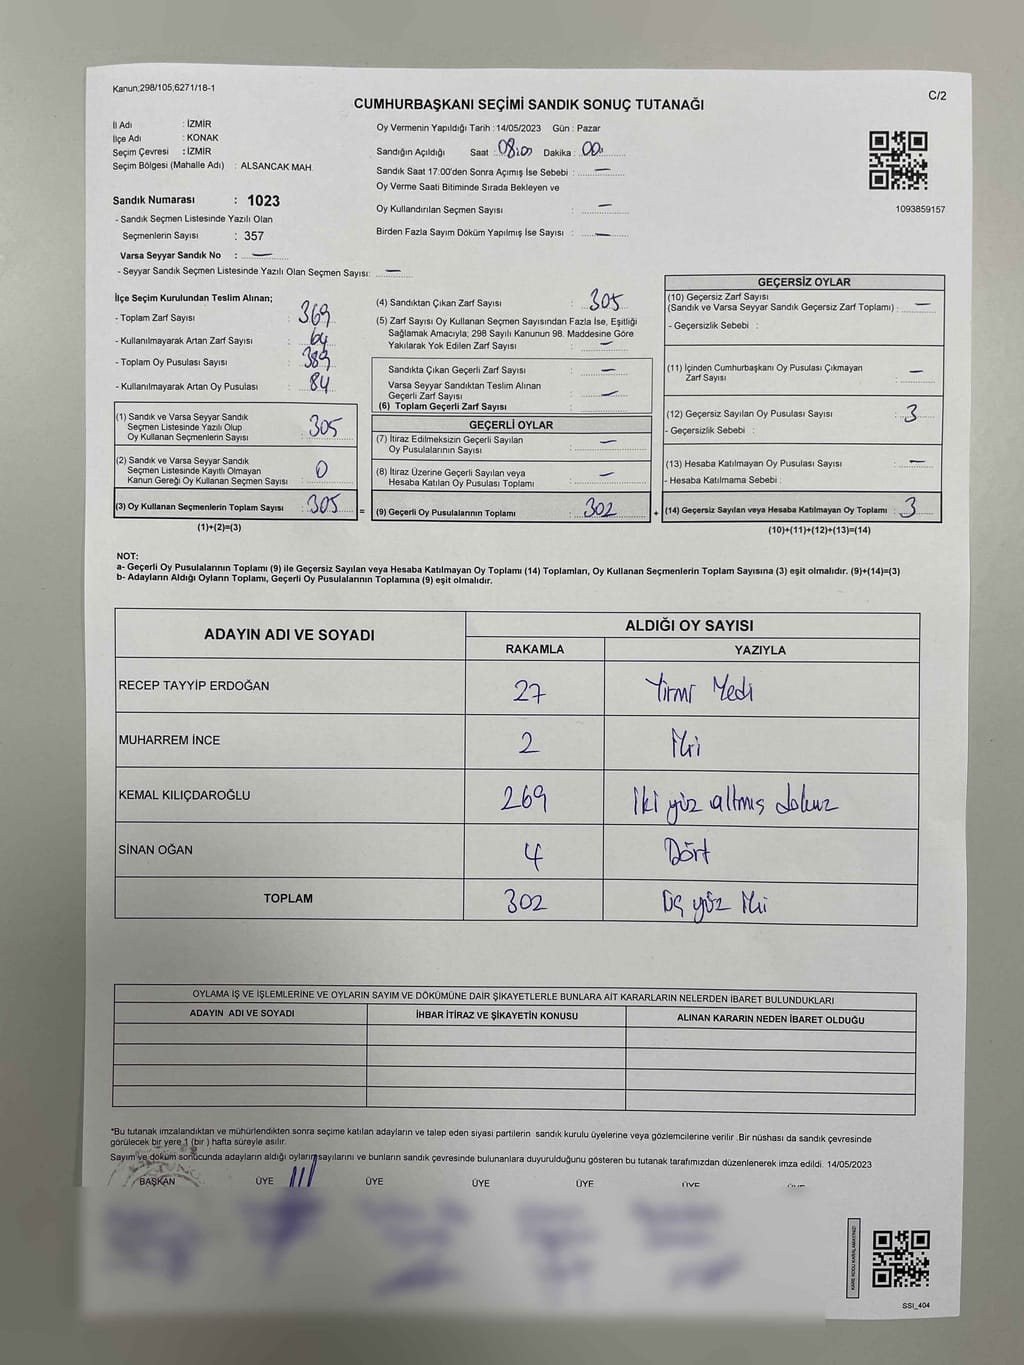 Kanun;298/105,6271/18-1
C/2
CUMHURBAŞKANI SEÇİMİ SANDIK SONUÇ TUTANAĞI
İl Adı : İZMİR
İlçe Adı : KONAK
Seçim Çevresi : İZMİR
Seçim Bölgesi (Mahalle Adı) : ALSANCAK MAH.
Sandık Numarası : 1023
- Sandık Seçmen Listesinde Yazılı Olan
Seçmenlerin Sayısı : 357
Varsa Seyyar Sandık No : —
- Seyyar Sandık Seçmen Listesinde Yazılı Olan Seçmen Sayısı: —
Oy Vermenin Yapıldığı Tarih : 14/05/2023 Gün : Pazar
Sandığın Açıldığı Saat : 08:00 Dakika : 00
Sandık Saat 17:00'den Sonra Açımış İse Sebebi : —
Oy Verme Saati Bitiminde Sırada Bekleyen ve
Oy Kullandırılan Seçmen Sayısı : —
Birden Fazla Sayım Döküm Yapılmış İse Sayısı : —
1093859157
İlçe Seçim Kurulundan Teslim Alınan;
- Toplam Zarf Sayısı : 369
- Kullanılmayarak Artan Zarf Sayısı : 64
- Toplam Oy Pusulası Sayısı : 389
- Kullanılmayarak Artan Oy Pusulası : 84
(1) Sandık ve Varsa Seyyar Sandık
Seçmen Listesinde Yazılı Olup
Oy Kullanan Seçmenlerin Sayısı : 305
(2) Sandık ve Varsa Seyyar Sandık
Seçmen Listesinde Kayıtlı Olmayan
Kanun Gereği Oy Kullanan Seçmen Sayısı : 0
(3) Oy Kullanan Seçmenlerin Toplam Sayısı : 305 =
(1)+(2)=(3)
(4) Sandıktan Çıkan Zarf Sayısı : 305
(5) Zarf Sayısı Oy Kullanan Seçmen Sayısından Fazla İse, Eşitliği
Sağlamak Amacıyla; 298 Sayılı Kanunun 98. Maddesine Göre
Yakılarak Yok Edilen Zarf Sayısı : —
Sandıkta Çıkan Geçerli Zarf Sayısı : —
Varsa Seyyar Sandıktan Teslim Alınan
Geçerli Zarf Sayısı : —
(6) Toplam Geçerli Zarf Sayısı :
GEÇERLİ OYLAR
(7) İtiraz Edilmeksizin Geçerli Sayılan
Oy Pusulalarının Sayısı : —
(8) İtiraz Üzerine Geçerli Sayılan veya
Hesaba Katılan Oy Pusulası Toplamı : —
(9) Geçerli Oy Pusulalarının Toplamı : 302 +
GEÇERSİZ OYLAR
(10) Geçersiz Zarf Sayısı
(Sandık ve Varsa Seyyar Sandık Geçersiz Zarf Toplamı) : —
- Geçersizlik Sebebi :
(11) İçinden Cumhurbaşkanı Oy Pusulası Çıkmayan
Zarf Sayısı : —
(12) Geçersiz Sayılan Oy Pusulası Sayısı : 3
- Geçersizlik Sebebi :
(13) Hesaba Katılmayan Oy Pusulası Sayısı : —
- Hesaba Katılmama Sebebi :
(14) Geçersiz Sayılan veya Hesaba Katılmayan Oy Toplamı : 3
(10)+(11)+(12)+(13)=(14)
NOT:
a- Geçerli Oy Pusulalarının Toplamı (9) ile Geçersiz Sayılan veya Hesaba Katılmayan Oy Toplamı (14) Toplamları, Oy Kullanan Seçmenlerin Toplam Sayısına (3) eşit olmalıdır. (9)+(14)=(3)
b- Adayların Aldığı Oyların Toplamı, Geçerli Oy Pusulalarının Toplamına (9) eşit olmalıdır.
ADAYIN ADI VE SOYADI
ALDIĞI OY SAYISI
RAKAMLA YAZIYLA
RECEP TAYYİP ERDOĞAN 27 Yirmi Yedi
MUHARREM İNCE 2 İki
KEMAL KILIÇDAROĞLU 269 İki yüz altmış dokuz
SİNAN OĞAN 4 Dört
TOPLAM 302 Üç yüz İki
OYLAMA İŞ VE İŞLEMLERİNE VE OYLARIN SAYIM VE DÖKÜMÜNE DAİR ŞİKAYETLERLE BUNLARA AİT KARARLARIN NELERDEN İBARET BULUNDUKLARI
ADAYIN ADI VE SOYADI İHBAR İTİRAZ VE ŞİKAYETİN KONUSU ALINAN KARARIN NEDEN İBARET OLDUĞU
*Bu tutanak imzalandıktan ve mühürlendikten sonra seçime katılan adayların ve talep eden siyasi partilerin sandık kurulu üyelerine veya gözlemcilerine verilir .Bir nüshası da sandık çevresinde
görülecek bir yere 1 (bir ) hafta süreyle asılır.
Sayım ve döküm sonucunda adayların aldığı oyların sayılarını ve bunların sandık çevresinde bulunanlara duyurulduğunu gösteren bu tutanak tarafımızdan düzenlenerek imza edildi. 14/05/2023
BAŞKAN ÜYE ÜYE ÜYE ÜYE ÜYE
KARE KODU KARALAMAYINIZ!
SSI_404